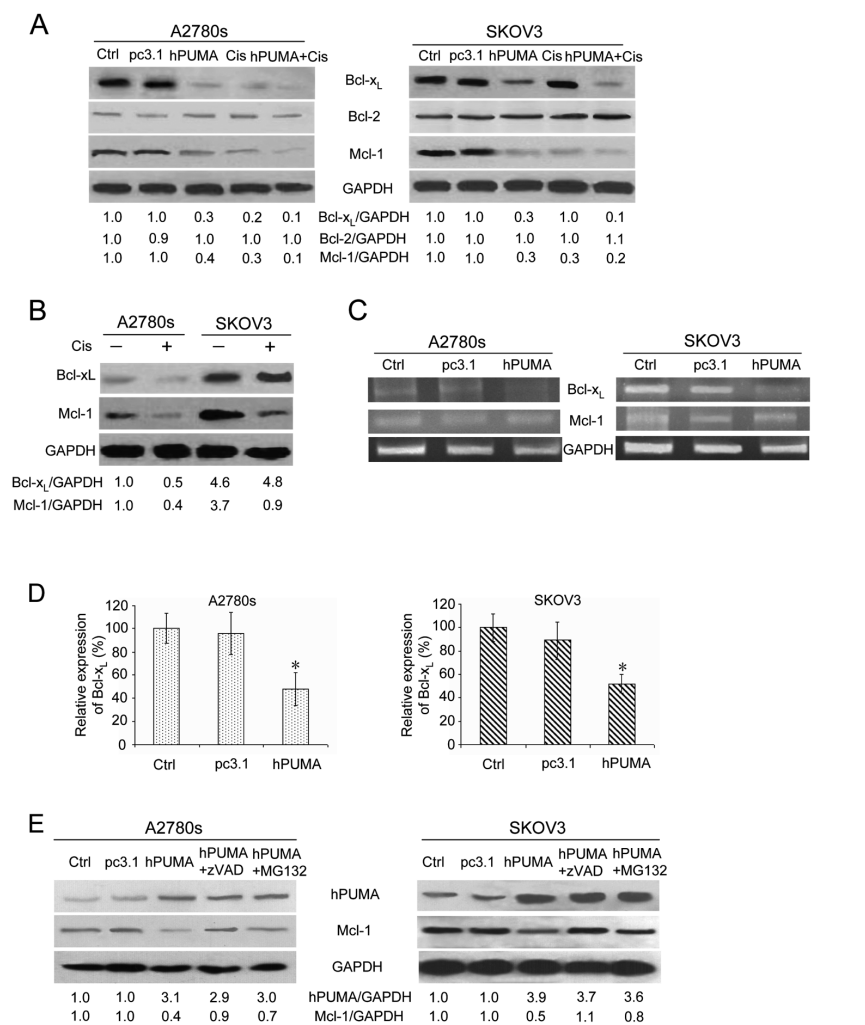 A
A2780s
SKOV3
Ctrl pc3.1 hPUMA Cis hPUMA+Cis
Ctrl pc3.1 hPUMA Cis hPUMA+Cis
Bcl-xL
Bcl-2
Mcl-1
GAPDH
1.0 1.0 0.3 0.2 0.1 Bcl-xL/GAPDH 1.0 1.0 0.3 1.0 0.1
1.0 0.9 1.0 1.0 1.0 Bcl-2/GAPDH 1.0 1.0 1.0 1.0 1.1
1.0 1.0 0.4 0.3 0.1 Mcl-1/GAPDH 1.0 1.0 0.3 0.3 0.2
B
A2780s SKOV3
Cis − + − +
Bcl-xL
Mcl-1
GAPDH
Bcl-xL/GAPDH 1.0 0.5 4.6 4.8
Mcl-1/GAPDH 1.0 0.4 3.7 0.9
C
A2780s
SKOV3
Ctrl pc3.1 hPUMA
Ctrl pc3.1 hPUMA
Bcl-xL
Mcl-1
GAPDH
D
A2780s
Relative expression
of Bcl-xL (%)
120
100
80
60
40
20
0
*
Ctrl pc3.1 hPUMA
SKOV3
Relative expression
of Bcl-xL (%)
120
100
80
60
40
20
0
*
Ctrl pc3.1 hPUMA
E
A2780s
SKOV3
Ctrl pc3.1 hPUMA hPUMA+zVAD hPUMA+MG132
Ctrl pc3.1 hPUMA hPUMA+zVAD hPUMA+MG132
hPUMA
Mcl-1
GAPDH
1.0 1.0 3.1 2.9 3.0 hPUMA/GAPDH 1.0 1.0 3.9 3.7 3.6
1.0 1.0 0.4 0.9 0.7 Mcl-1/GAPDH 1.0 1.0 0.5 1.1 0.8